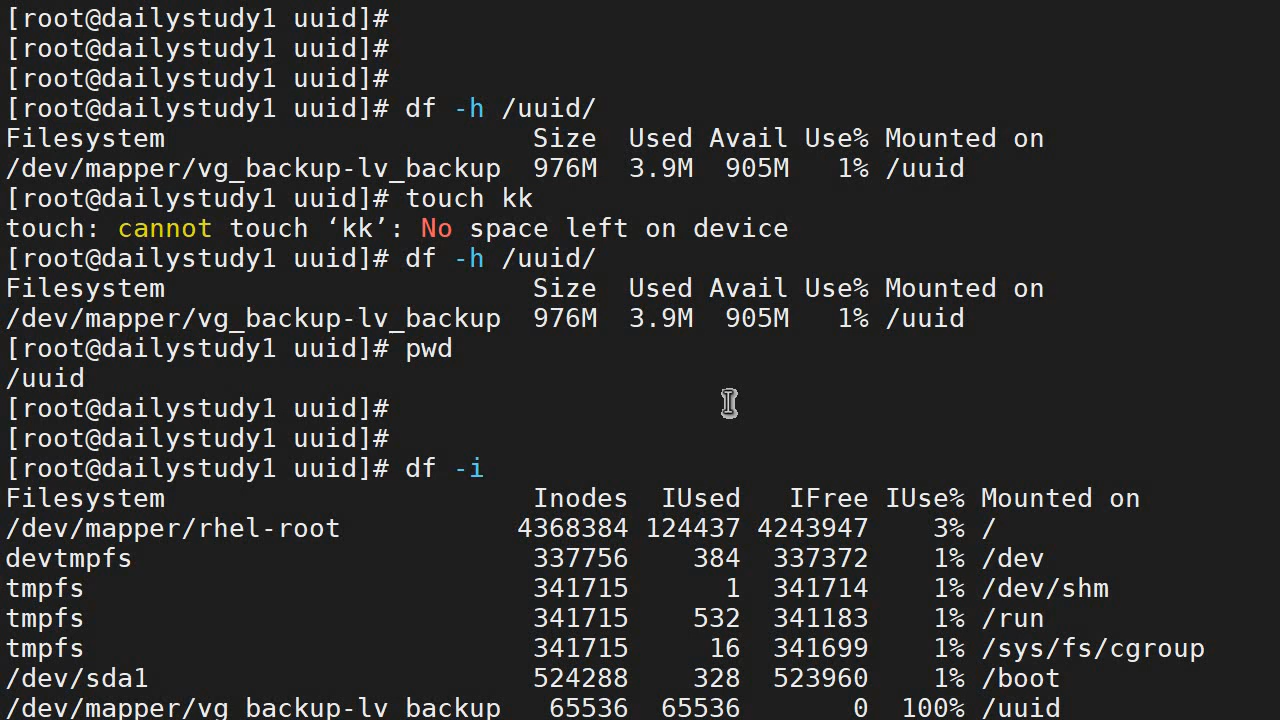 [root@dailystudy1 uuid]#
[root@dailystudy1 uuid]#
[root@dailystudy1 uuid]#
[root@dailystudy1 uuid]# df -h /uuid/
Filesystem                       Size  Used Avail Use% Mounted on
/dev/mapper/vg_backup-lv_backup  976M  3.9M  905M   1% /uuid
[root@dailystudy1 uuid]# touch kk
touch: cannot touch ‘kk’: No space left on device
[root@dailystudy1 uuid]# df -h /uuid/
Filesystem                       Size  Used Avail Use% Mounted on
/dev/mapper/vg_backup-lv_backup  976M  3.9M  905M   1% /uuid
[root@dailystudy1 uuid]# pwd
/uuid
[root@dailystudy1 uuid]#
[root@dailystudy1 uuid]#
[root@dailystudy1 uuid]# df -i
Filesystem                       Inodes  IUsed   IFree IUse% Mounted on
/dev/mapper/rhel-root           4368384 124437 4243947    3% /
devtmpfs                         337756    384  337372    1% /dev
tmpfs                            341715      1  341714    1% /dev/shm
tmpfs                            341715    532  341183    1% /run
tmpfs                            341715     16  341699    1% /sys/fs/cgroup
/dev/sda1                        524288    328  523960    1% /boot
/dev/mapper/vg_backup-lv_backup   65536  65536       0  100% /uuid